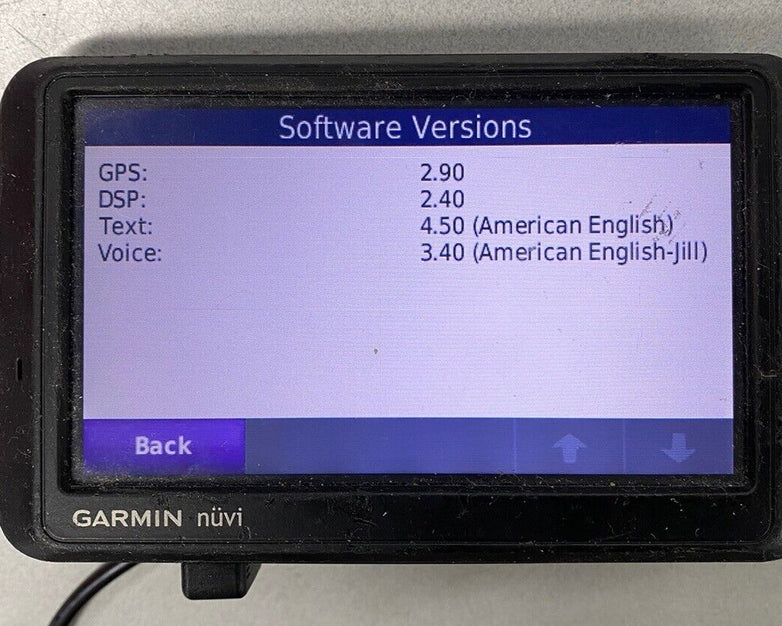 Software Versions
GPS: 2.90
DSP: 2.40
Text: 4.50 (American English)
Voice: 3.40 (American English-Jill)
Back
GARMIN nüvi